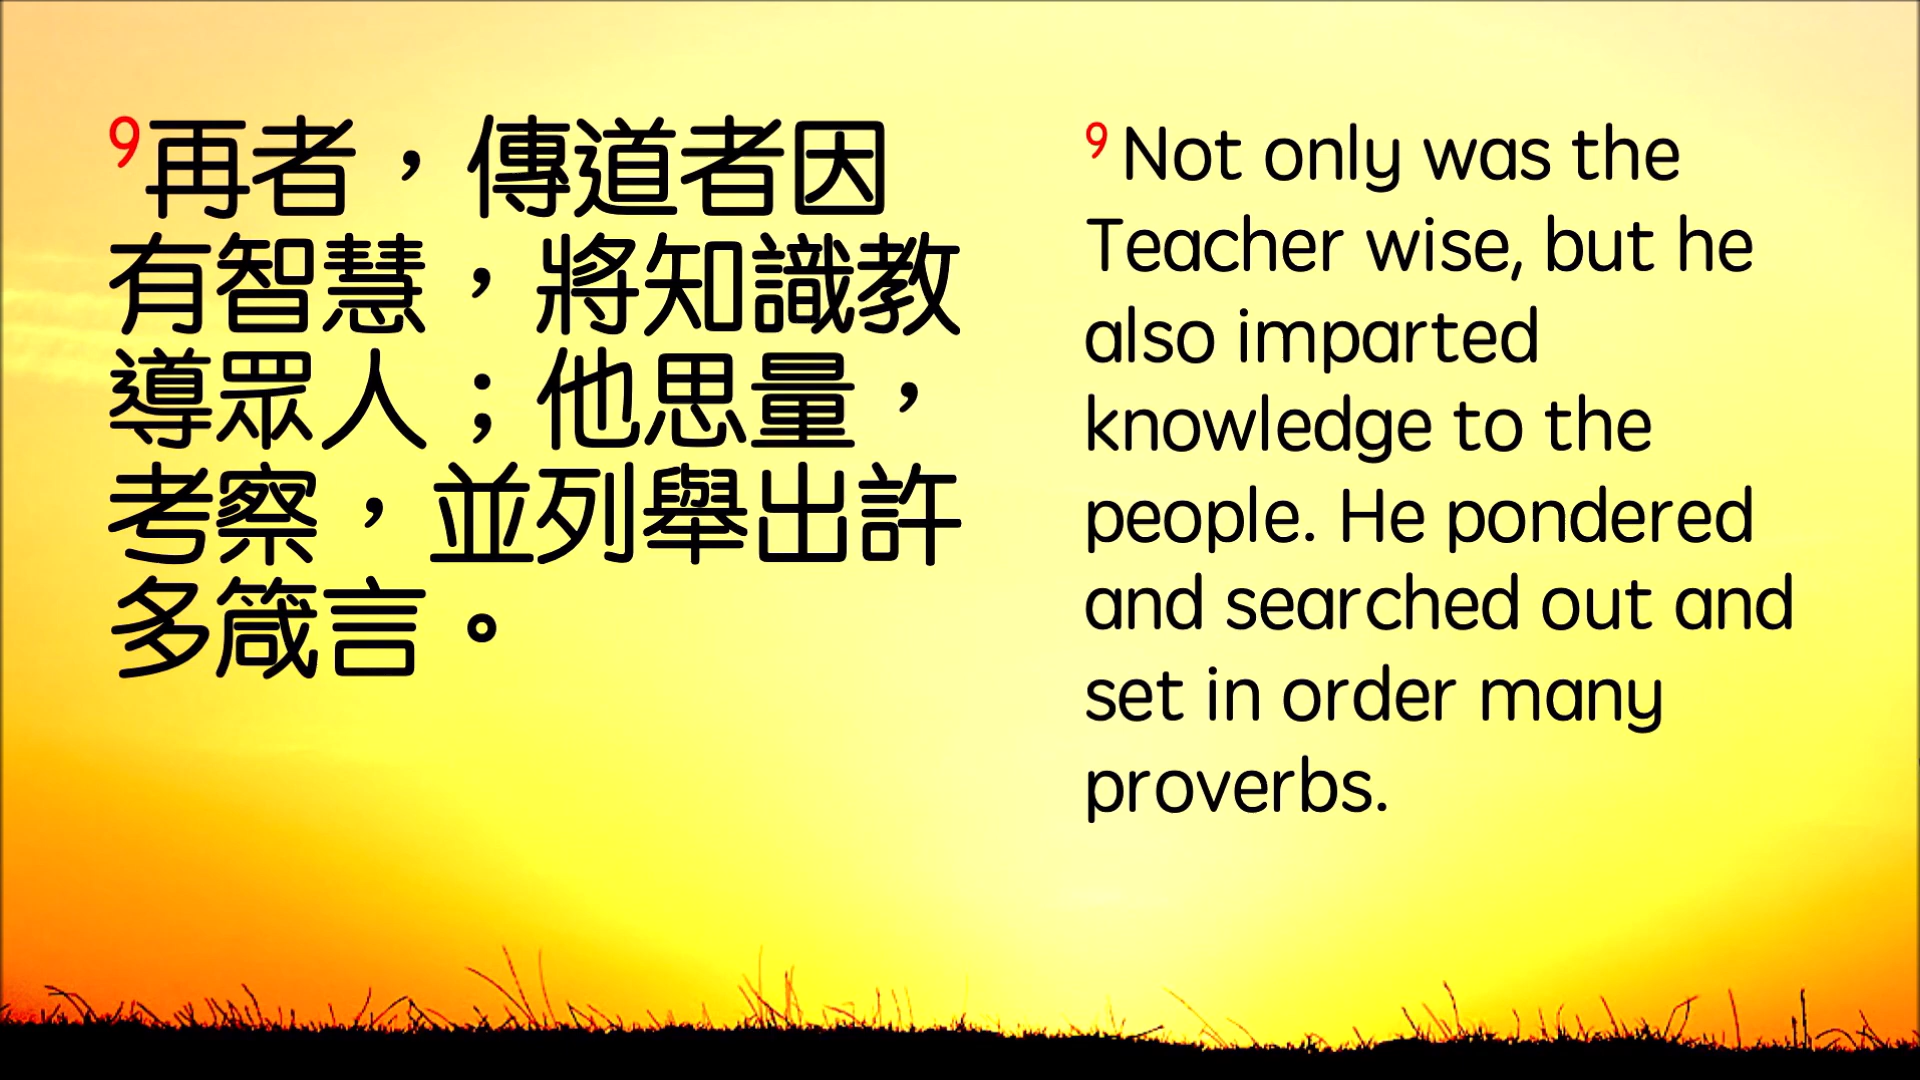 9再者，傳道者因
有智慧，將知識教
導眾人；他思量，
考察，並列舉出許
多箴言。
9 Not only was the
Teacher wise, but he
also imparted
knowledge to the
people. He pondered
and searched out and
set in order many
proverbs.